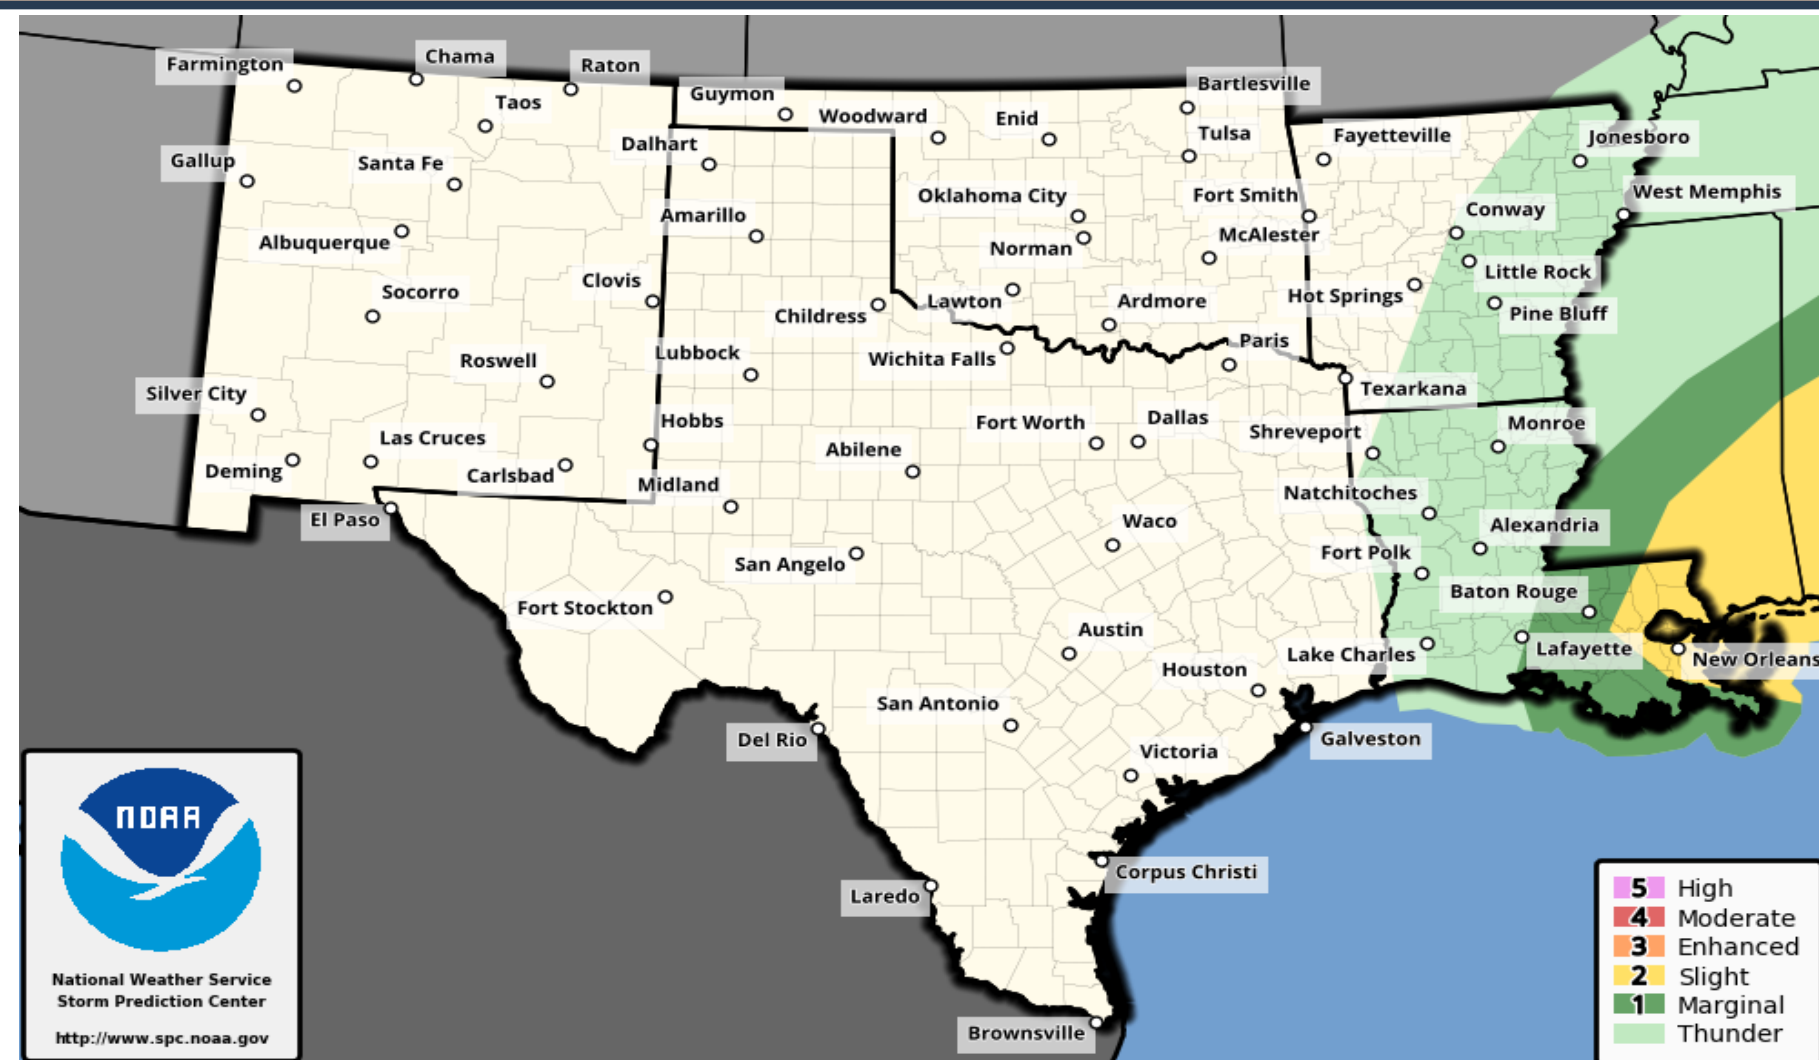 Farmington
Chama
Raton
Taos
Guymon
Woodward
Enid
Bartlesville
Tulsa
Fayetteville
Jonesboro
Gallup
Santa Fe
Dalhart
Oklahoma City
Fort Smith
Conway
West Memphis
Albuquerque
Amarillo
Norman
McAlester
Little Rock
Socorro
Clovis
Childress
Lawton
Ardmore
Hot Springs
Pine Bluff
Roswell
Lubbock
Wichita Falls
Paris
Texarkana
Silver City
Las Cruces
Hobbs
Fort Worth
Dallas
Shreveport
Monroe
Deming
Carlsbad
Midland
Abilene
Natchitoches
El Paso
Waco
Alexandria
San Angelo
Fort Polk
Fort Stockton
Baton Rouge
Austin
Lake Charles
Lafayette
New Orleans
Houston
San Antonio
Del Rio
Victoria
Galveston
Corpus Christi
Laredo
Brownsville
NOAA
National Weather Service
Storm Prediction Center
http://www.spc.noaa.gov
5 High
4 Moderate
3 Enhanced
2 Slight
1 Marginal
Thunder